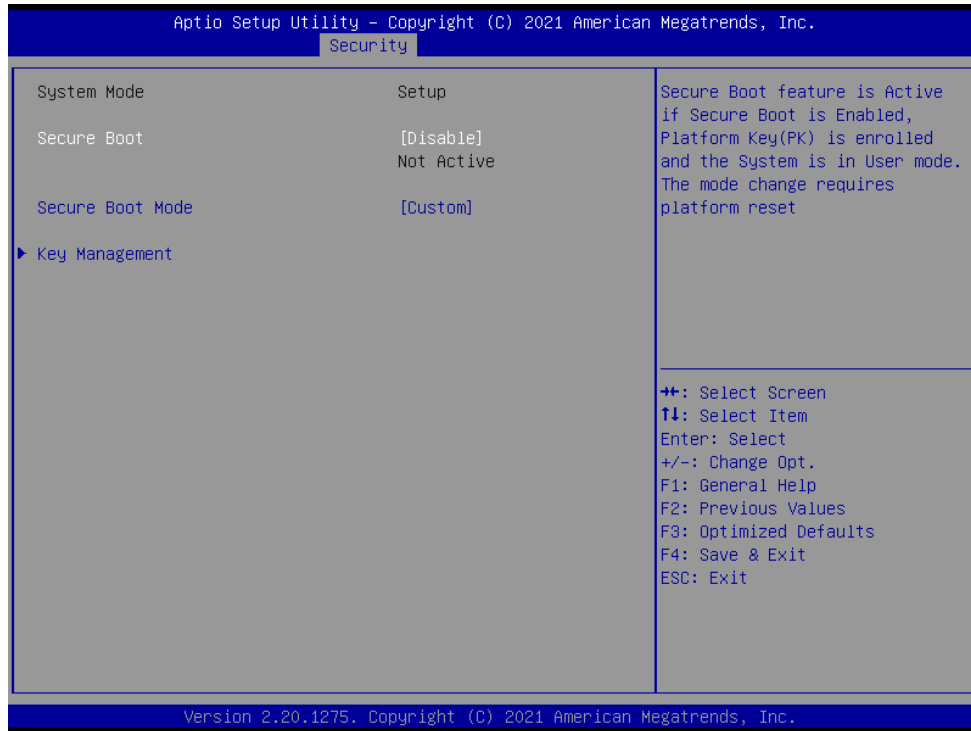 Aptio Setup Utility – Copyright (C) 2021 American Megatrends, Inc.
Security
System Mode Setup
Secure Boot [Disable]
Not Active
Secure Boot Mode [Custom]
Key Management
Secure Boot feature is Active
if Secure Boot is Enabled,
Platform Key(PK) is enrolled
and the System is in User mode.
The mode change requires
platform reset
→←: Select Screen
↑↓: Select Item
Enter: Select
+/-: Change Opt.
F1: General Help
F2: Previous Values
F3: Optimized Defaults
F4: Save & Exit
ESC: Exit
Version 2.20.1275. Copyright (C) 2021 American Megatrends, Inc.